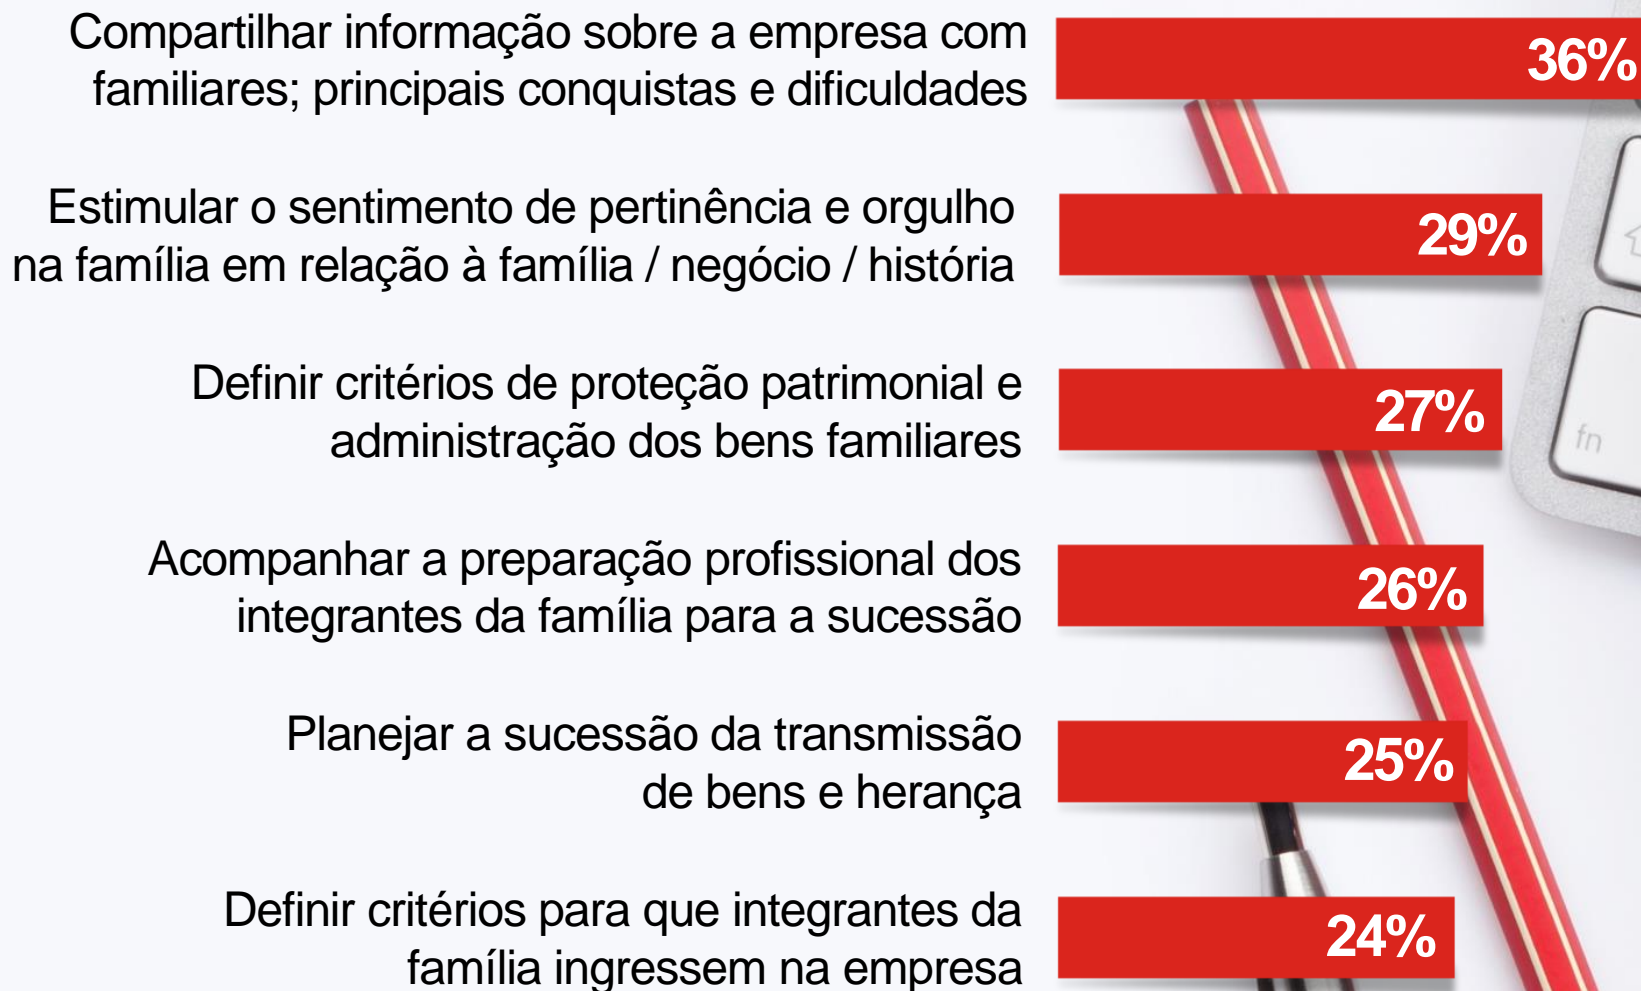 Compartilhar informação sobre a empresa com
familiares; principais conquistas e dificuldades
36%
Estimular o sentimento de pertinência e orgulho
na família em relação à família / negócio / história
29%
Definir critérios de proteção patrimonial e
administração dos bens familiares
27%
Acompanhar a preparação profissional dos
integrantes da família para a sucessão
26%
Planejar a sucessão da transmissão
de bens e herança
25%
Definir critérios para que integrantes da
família ingressem na empresa
24%
fn